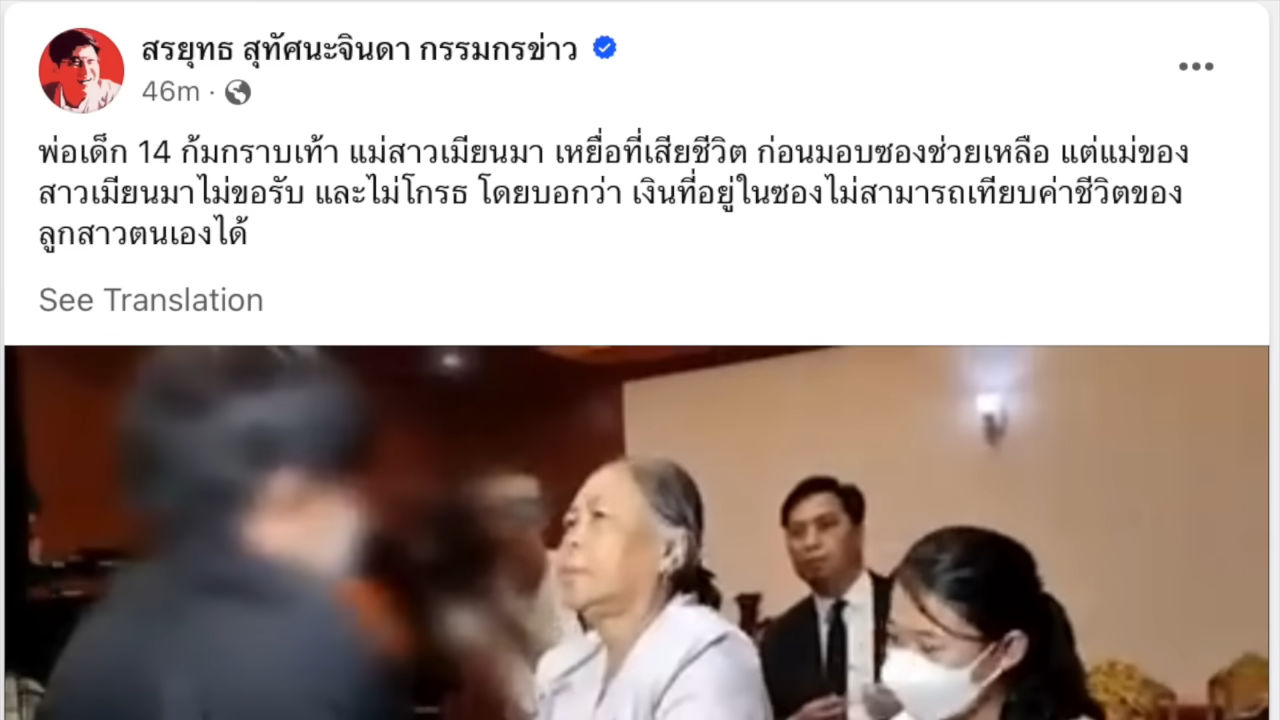 สรยุทธ สุทัศนะจินดา กรรมกรข่าว
46m ·
พ่อเด็ก 14 ก้มกราบเท้า แม่สาวเมียนมา เหยื่อที่เสียชีวิต ก่อนมอบซองช่วยเหลือ แต่แม่ของ
สาวเมียนมาไม่ขอรับ และไม่โกรธ โดยบอกว่า เงินที่อยู่ในซองไม่สามารถเทียบค่าชีวิตของ
ลูกสาวตนเองได้
See Translation